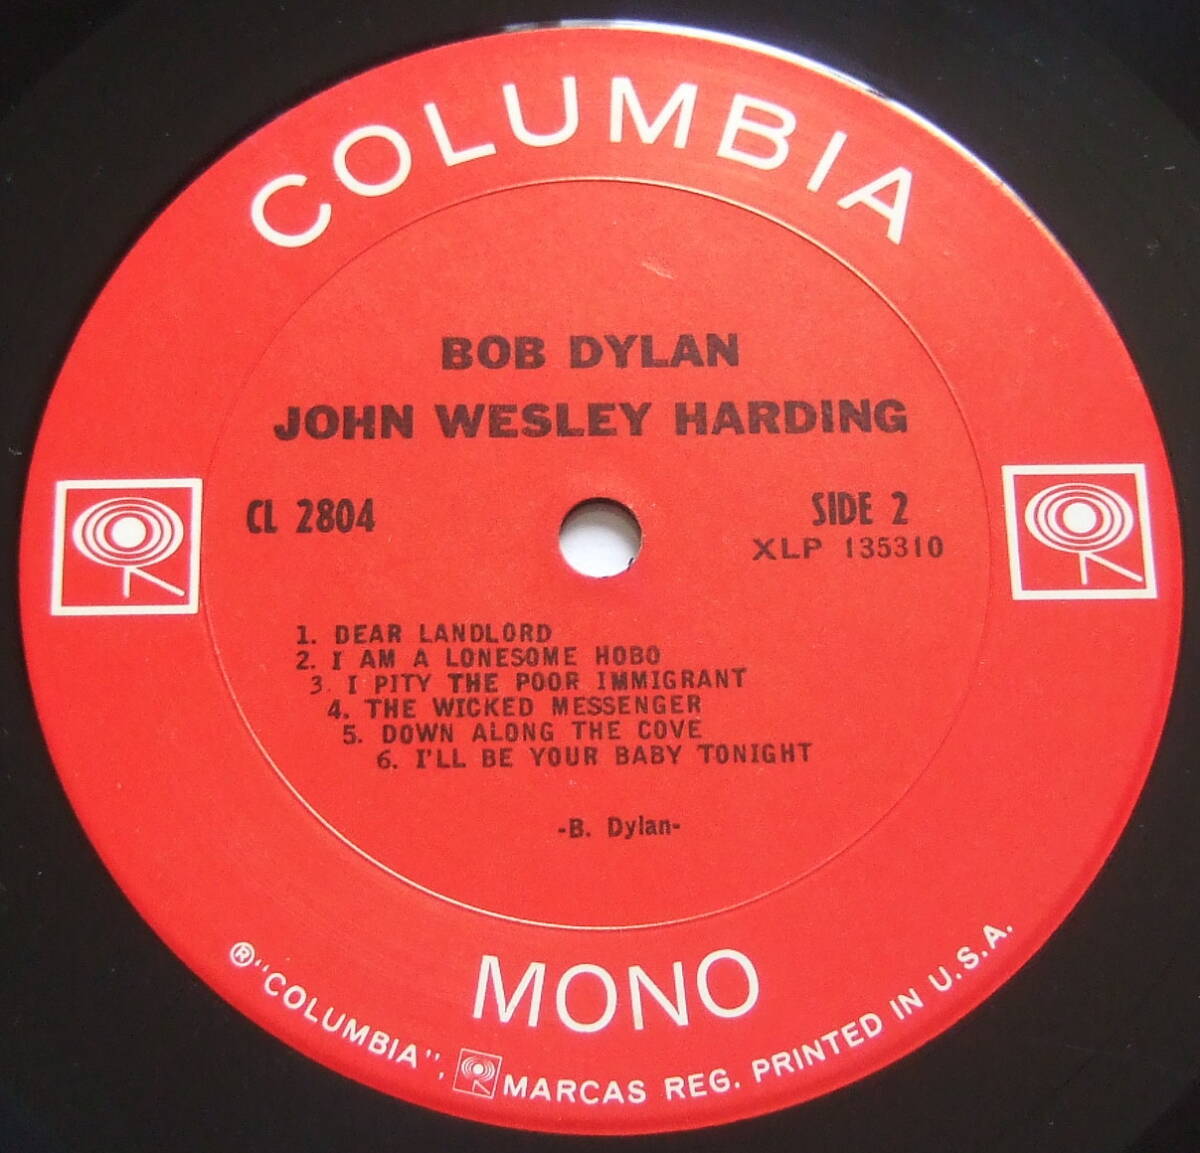 COLUMBIA
BOB DYLAN
JOHN WESLEY HARDING
CL 2804
SIDE 2
XLP 135310
1. DEAR LANDLORD
2. I AM A LONESOME HOBO
3. I PITY THE POOR IMMIGRANT
4. THE WICKED MESSENGER
5. DOWN ALONG THE COVE
6. I'LL BE YOUR BABY TONIGHT
-B. Dylan-
MONO
®"COLUMBIA", MARCAS REG. PRINTED IN U.S.A.